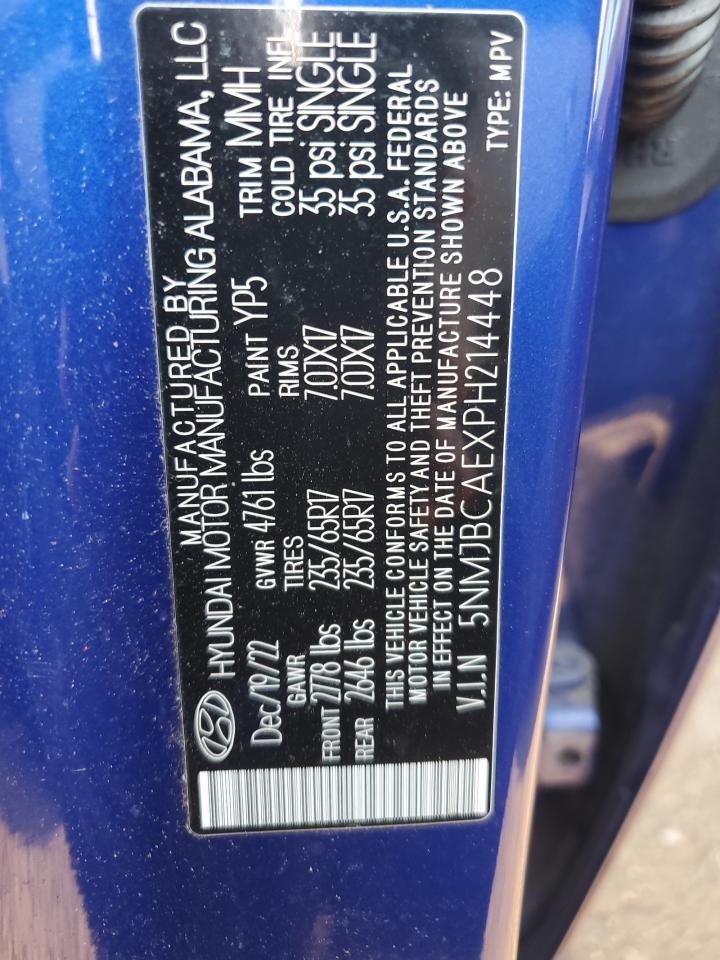 MANUFACTURED BY
HYUNDAI MOTOR MANUFACTURING ALABAMA, LLC
Dec/19/22 GVWR 4761 lbs PAINT YP5 TRIM MMH
GAWR TIRES RIMS COLD TIRE INFL
FRONT 2778 lbs 235/65R17 7.0JX17 35 psi SINGLE
REAR 2646 lbs 235/65R17 7.0JX17 35 psi SINGLE
THIS VEHICLE CONFORMS TO ALL APPLICABLE U.S.A. FEDERAL
MOTOR VEHICLE SAFETY AND THEFT PREVENTION STANDARDS
IN EFFECT ON THE DATE OF MANUFACTURE SHOWN ABOVE
V.I.N 5NMJBCAEXPH214448 TYPE: MPV